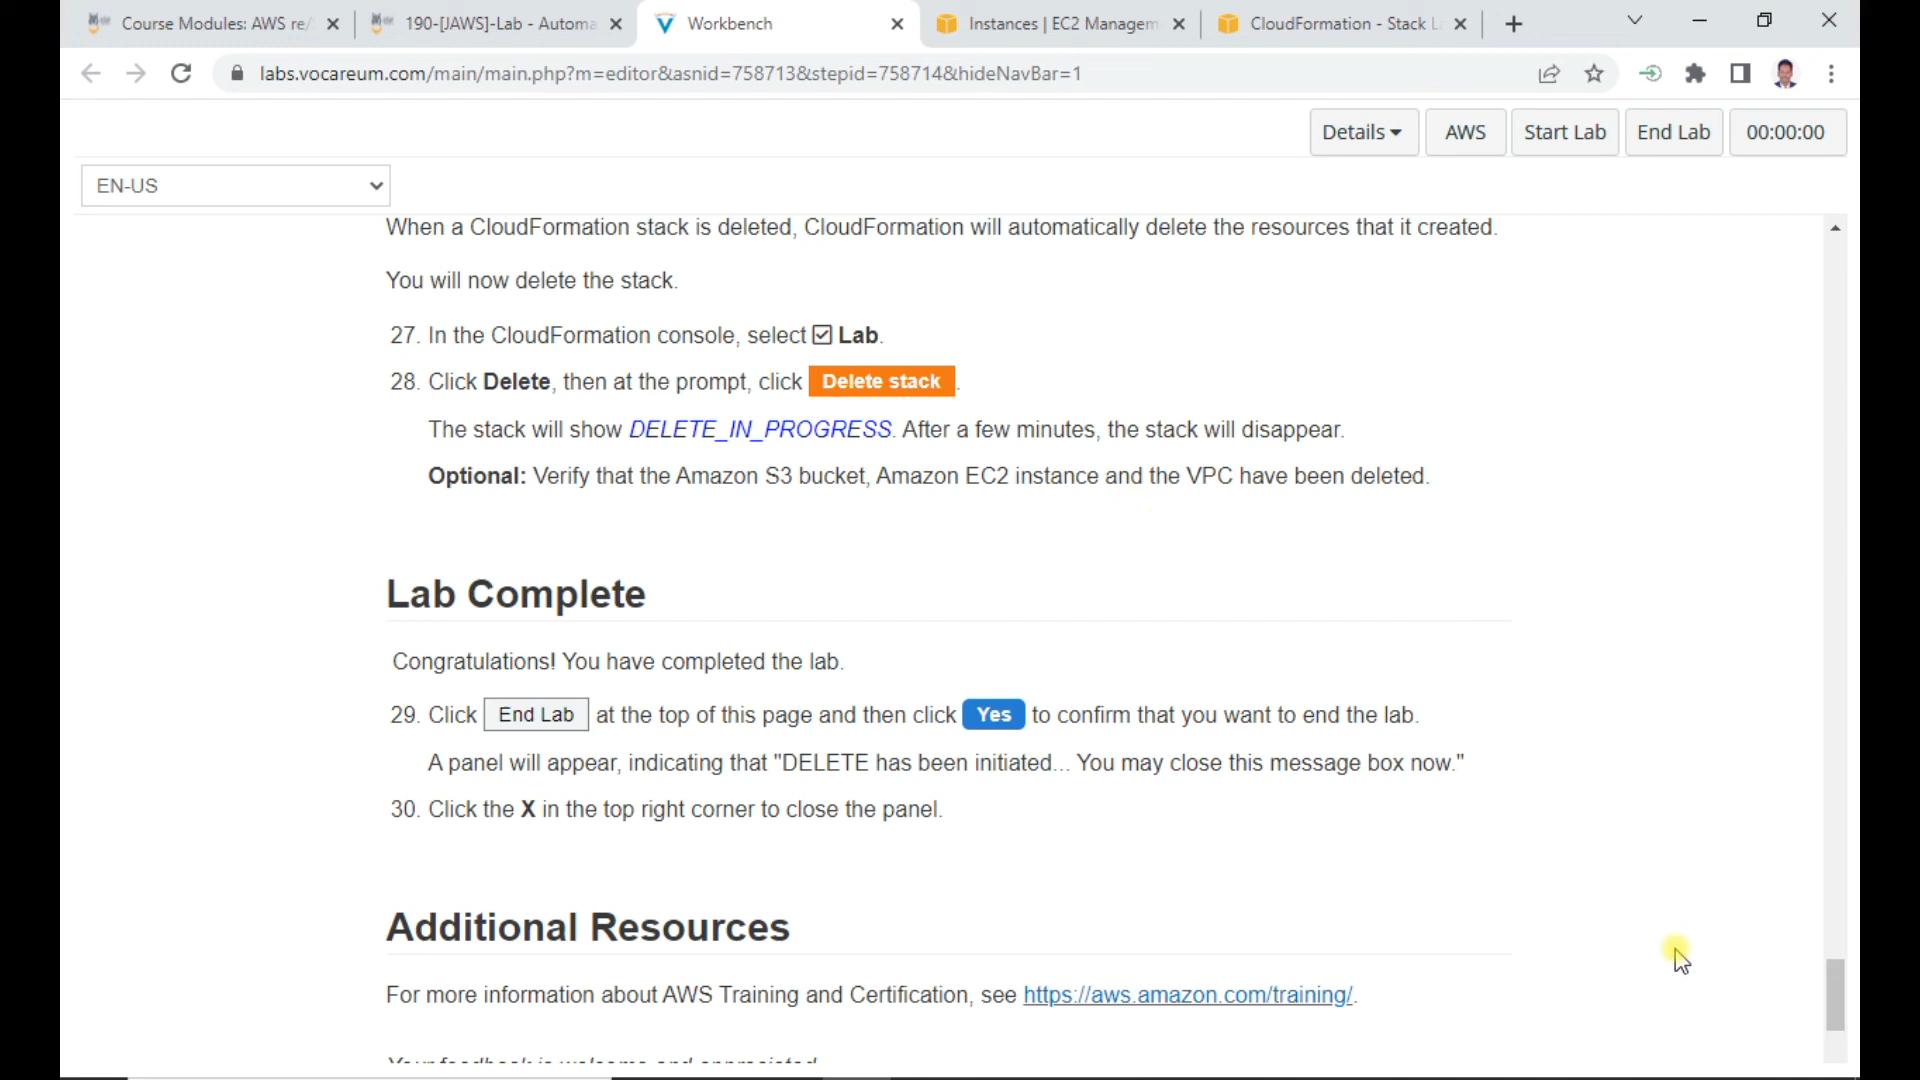 Course Modules: AWS re/
190-[JAWS]-Lab - Automa
Workbench
Instances | EC2 Managem
CloudFormation - Stack L
labs.vocareum.com/main/main.php?m=editor&asnid=758713&stepid=758714&hideNavBar=1
Details
AWS
Start Lab
End Lab
00:00:00
EN-US
When a CloudFormation stack is deleted, CloudFormation will automatically delete the resources that it created.
You will now delete the stack.
27. In the CloudFormation console, select Lab.
28. Click Delete, then at the prompt, click Delete stack.
The stack will show DELETE_IN_PROGRESS. After a few minutes, the stack will disappear.
Optional: Verify that the Amazon S3 bucket, Amazon EC2 instance and the VPC have been deleted.
Lab Complete
Congratulations! You have completed the lab.
29. Click End Lab at the top of this page and then click Yes to confirm that you want to end the lab.
A panel will appear, indicating that "DELETE has been initiated... You may close this message box now."
30. Click the X in the top right corner to close the panel.
Additional Resources
For more information about AWS Training and Certification, see https://aws.amazon.com/training/.
Your feedback is welcome and appreciated.